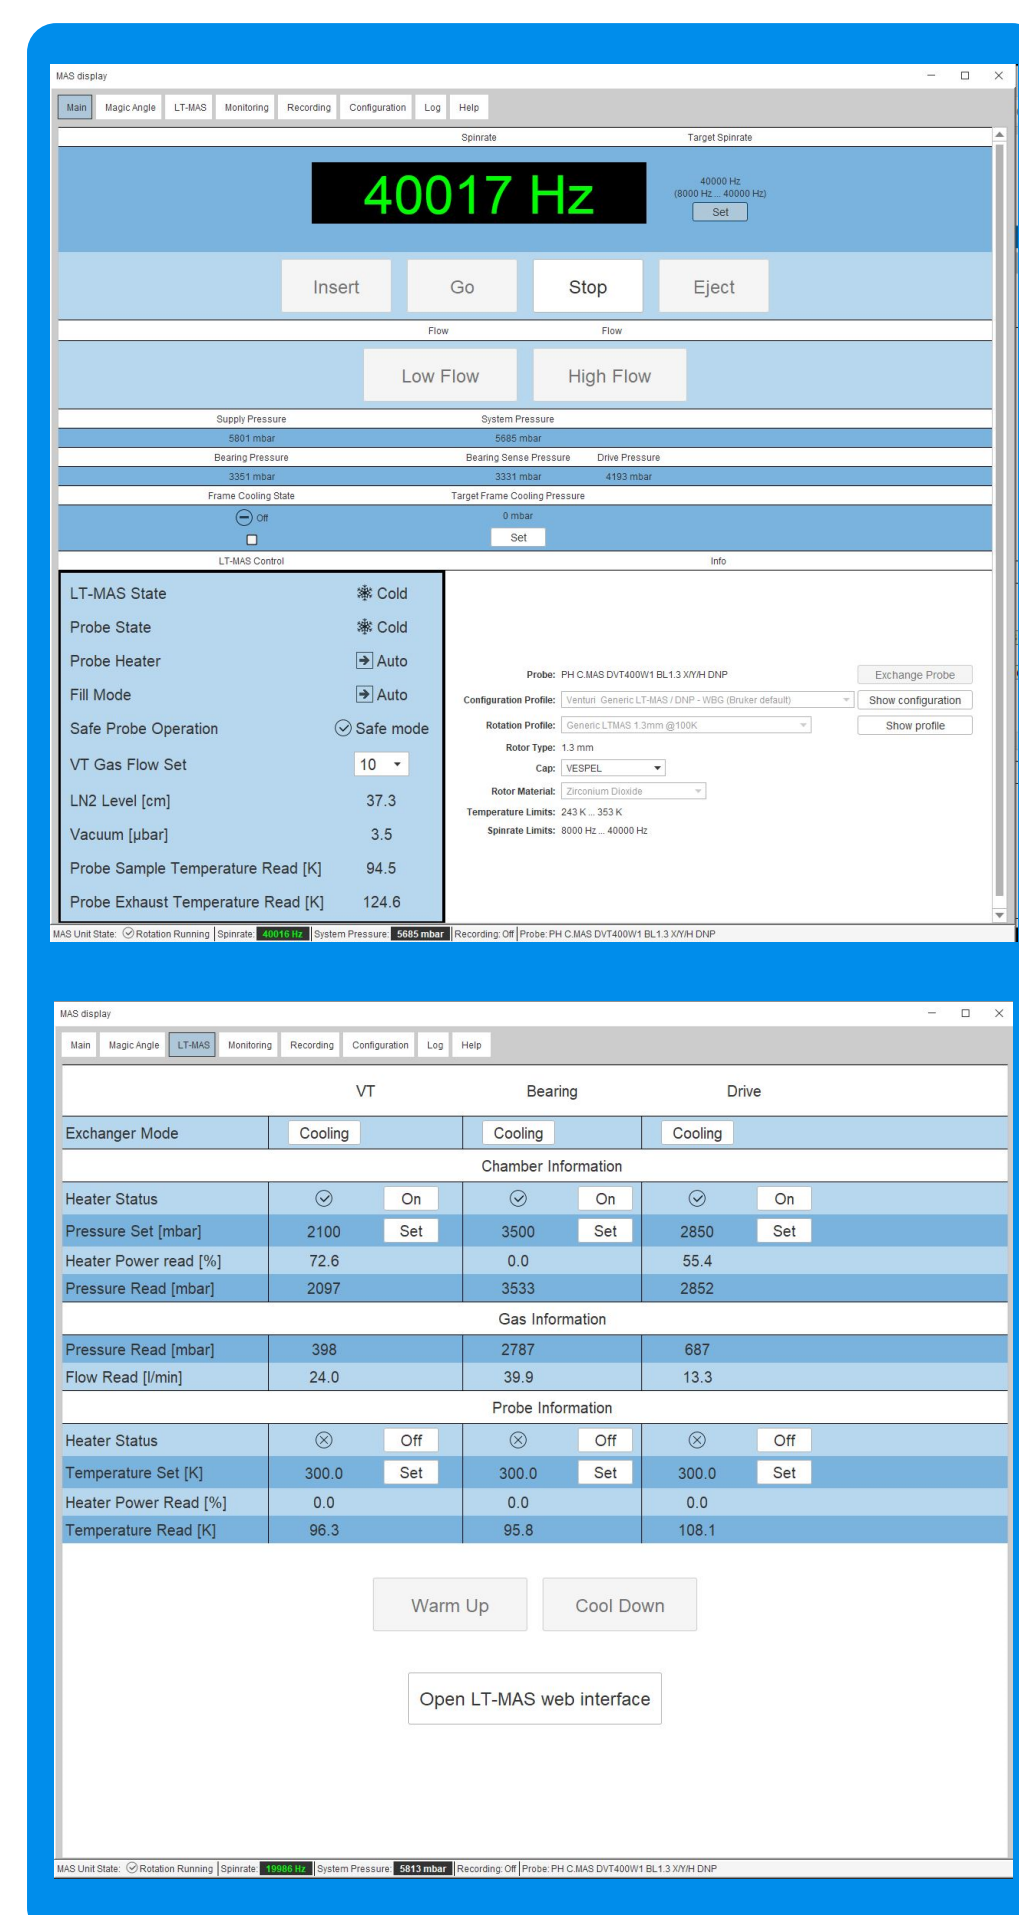 MAS display
Main Magic Angle LT-MAS Monitoring Recording Configuration Log Help
Spinrate Target Spinrate
40017 Hz
40000 Hz
(8000 Hz ... 40000 Hz)
Set
Insert Go Stop Eject
Flow Flow
Low Flow High Flow
Supply Pressure System Pressure
5801 mbar 5685 mbar
Bearing Pressure Bearing Sense Pressure Drive Pressure
3351 mbar 3331 mbar 4193 mbar
Frame Cooling State Target Frame Cooling Pressure
Off 0 mbar
Set
LT-MAS Control Info
LT-MAS State Cold
Probe State Cold
Probe Heater Auto
Fill Mode Auto
Safe Probe Operation Safe mode
VT Gas Flow Set 10
LN2 Level [cm] 37.3
Vacuum [µbar] 3.5
Probe Sample Temperature Read [K] 94.5
Probe Exhaust Temperature Read [K] 124.6
Probe: PH C.MAS DVT400W1 BL1.3 X/Y/H DNP Exchange Probe
Configuration Profile: Venturi Generic LT-MAS / DNP - WBG (Bruker default) Show configuration
Rotation Profile: Generic LTMAS 1.3mm @100K Show profile
Rotor Type: 1.3 mm
Cap: VESPEL
Rotor Material: Zirconium Dioxide
Temperature Limits: 243 K ... 353 K
Spinrate Limits: 8000 Hz ... 40000 Hz
MAS Unit State: Rotation Running Spinrate: 40016 Hz System Pressure: 5685 mbar Recording: Off Probe: PH C.MAS DVT400W1 BL1.3 X/Y/H DNP
MAS display
Main Magic Angle LT-MAS Monitoring Recording Configuration Log Help
VT Bearing Drive
Exchanger Mode Cooling Cooling Cooling
Chamber Information
Heater Status On On On
Pressure Set [mbar] 2100 Set 3500 Set 2850 Set
Heater Power read [%] 72.6 0.0 55.4
Pressure Read [mbar] 2097 3533 2852
Gas Information
Pressure Read [mbar] 398 2787 687
Flow Read [l/min] 24.0 39.9 13.3
Probe Information
Heater Status Off Off Off
Temperature Set [K] 300.0 Set 300.0 Set 300.0 Set
Heater Power Read [%] 0.0 0.0 0.0
Temperature Read [K] 96.3 95.8 108.1
Warm Up Cool Down
Open LT-MAS web interface
MAS Unit State: Rotation Running Spinrate: 19986 Hz System Pressure: 5813 mbar Recording: Off Probe: PH C.MAS DVT400W1 BL1.3 X/Y/H DNP